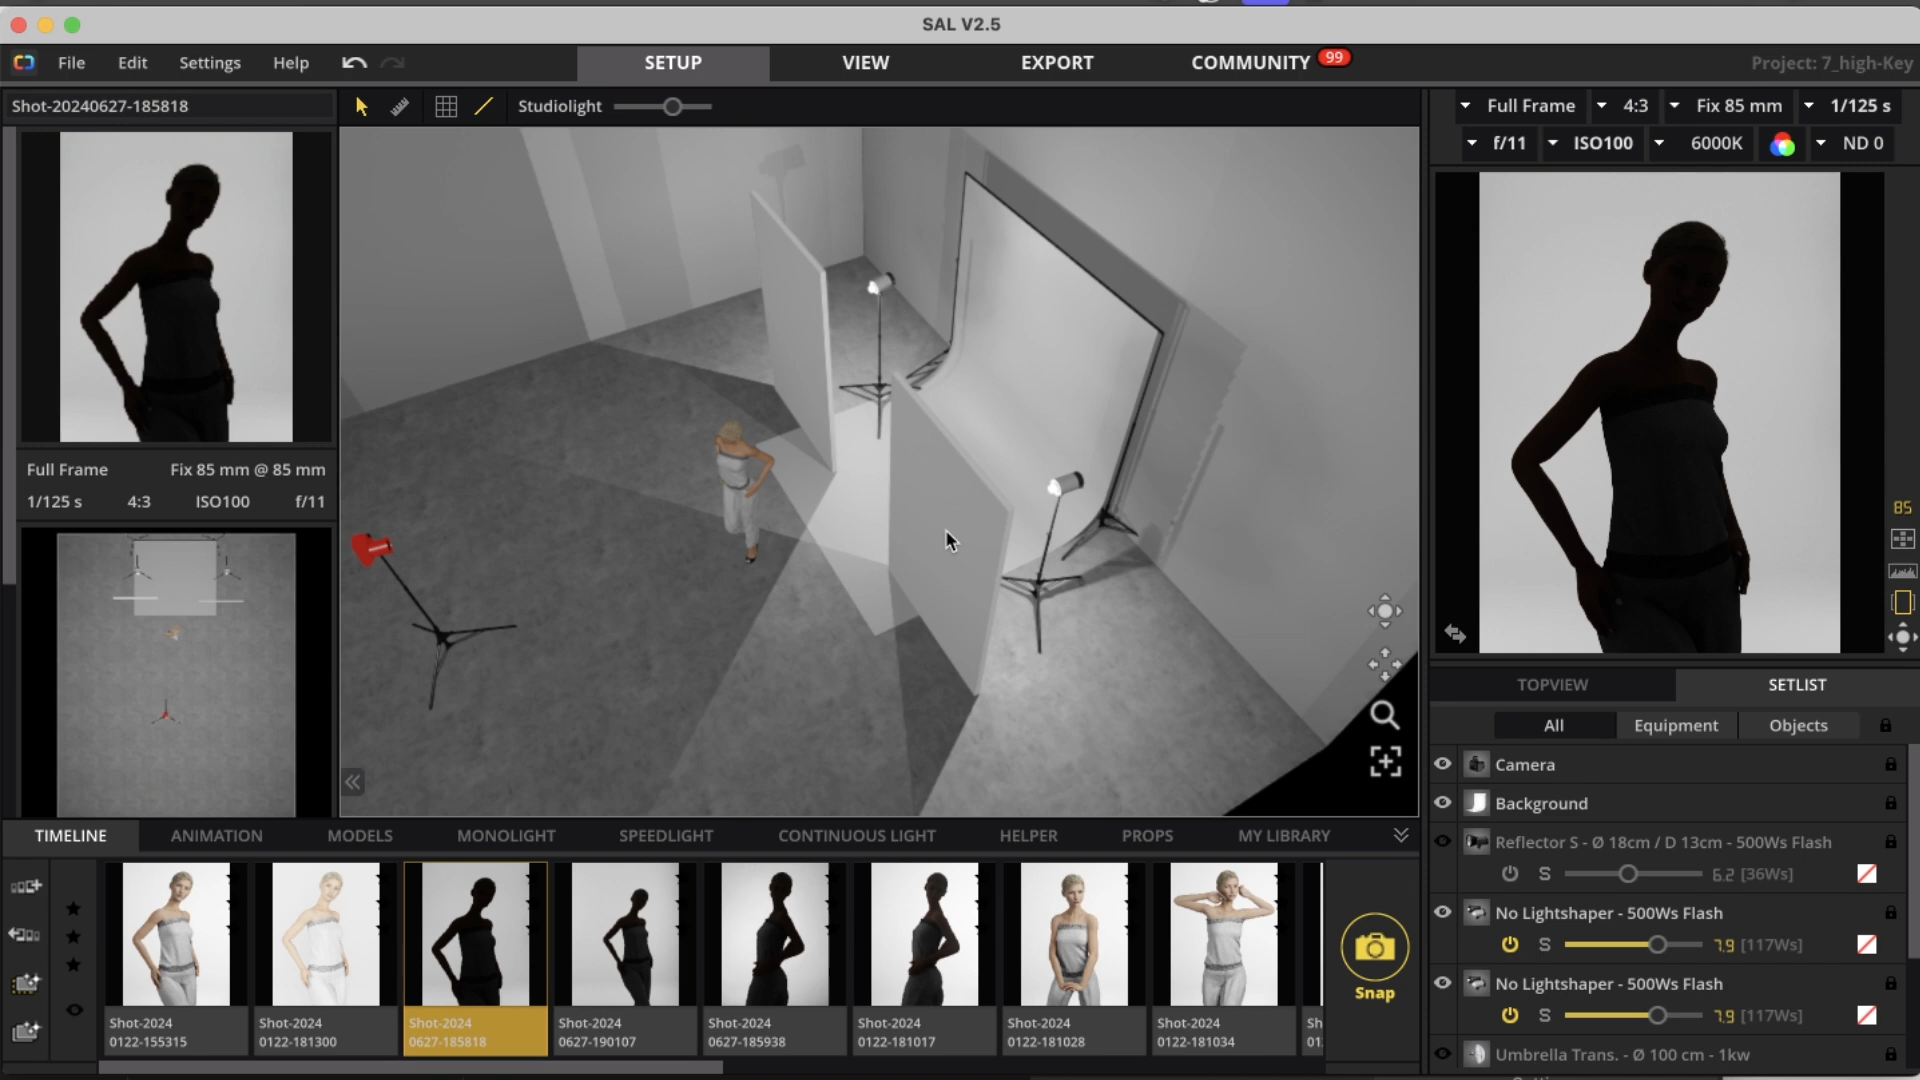 SAL V2.5
File Edit Settings Help SETUP VIEW EXPORT COMMUNITY 99 Project: 7_high-Key
Shot-20240627-185818 Studiolight Full Frame 4:3 Fix 85 mm 1/125 s
f/11 ISO100 6000K ND 0
Full Frame Fix 85 mm @ 85 mm
1/125 s 4:3 ISO100 f/11
85
TOPVIEW SETLIST
All Equipment Objects
Camera
Background
Reflector S - Ø 18cm / D 13cm - 500Ws Flash
S 6.2 [36Ws]
No Lightshaper - 500Ws Flash
S 7.9 [117Ws]
No Lightshaper - 500Ws Flash
S 7.9 [117Ws]
Umbrella Trans. - Ø 100 cm - 1kw
TIMELINE ANIMATION MODELS MONOLIGHT SPEEDLIGHT CONTINUOUS LIGHT HELPER PROPS MY LIBRARY
Snap
Shot-2024
0122-155315
Shot-2024
0122-181300
Shot-2024
0627-185818
Shot-2024
0627-190107
Shot-2024
0627-185938
Shot-2024
0122-181017
Shot-2024
0122-181028
Shot-2024
0122-181034
Sh
01